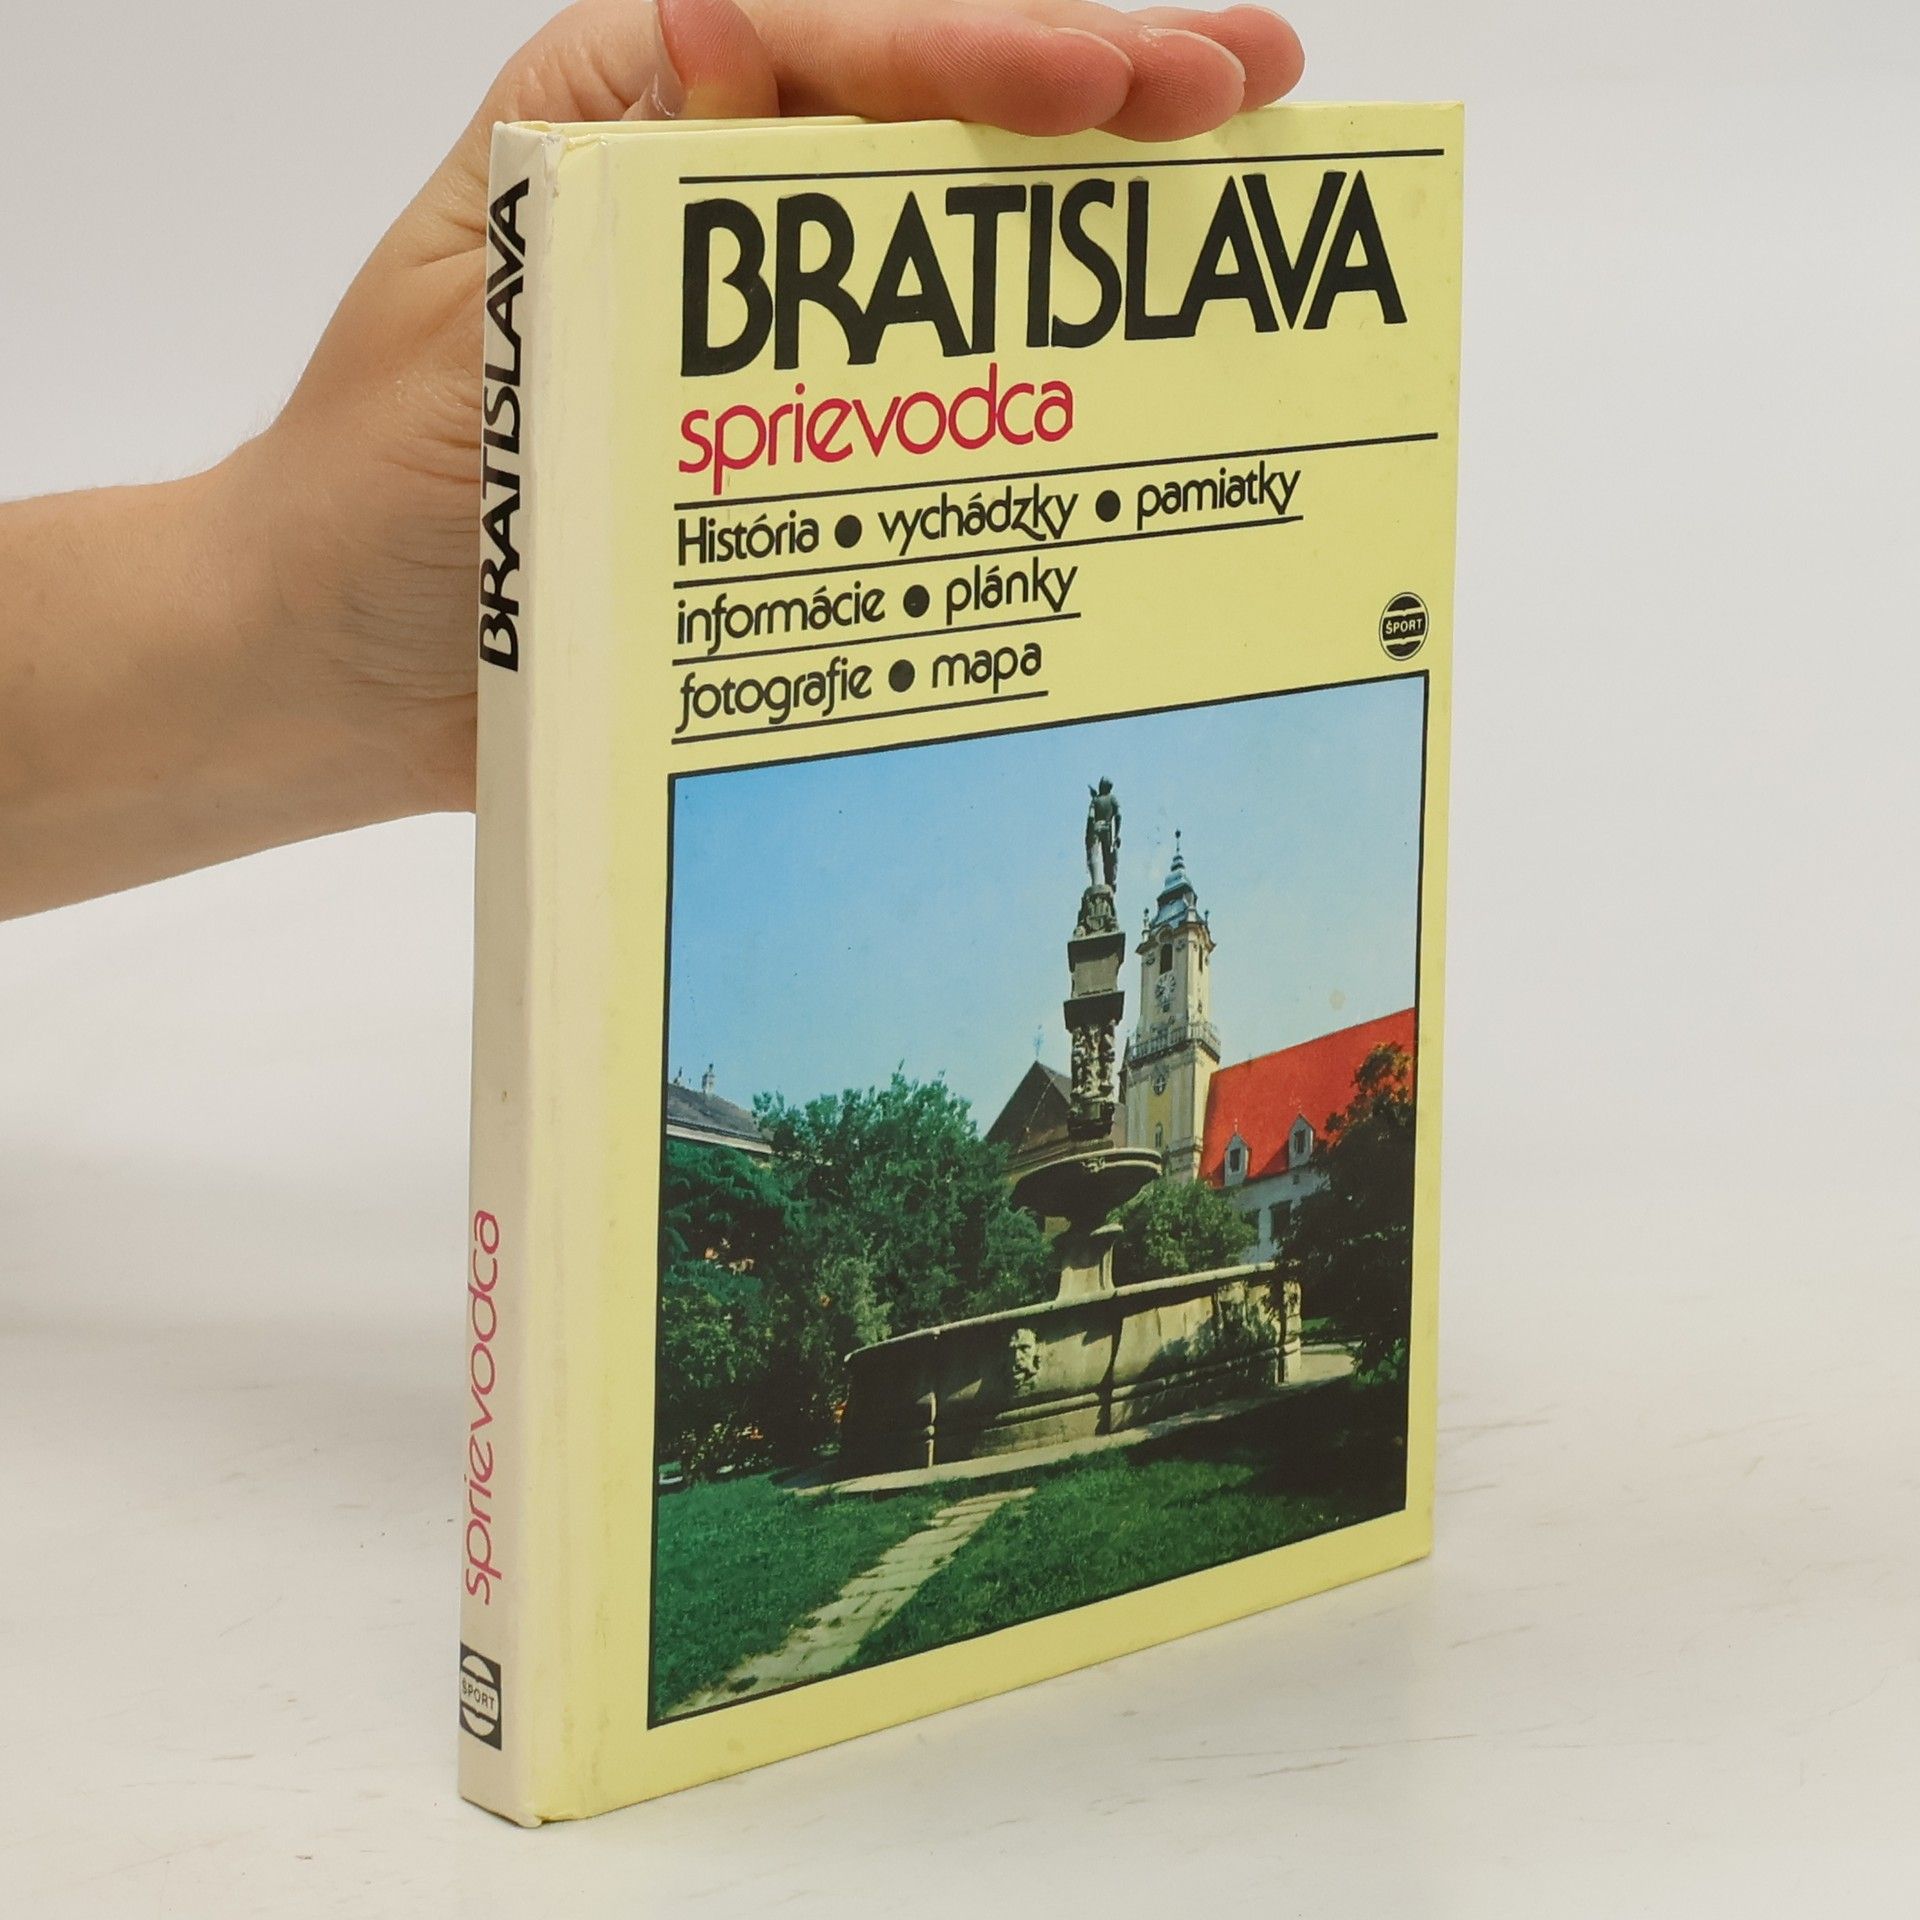 BRATISLAVA
sprievodca
História ● vychádzky ● pamiatky
informácie ● plánky
fotografie ● mapa
ŠPORT
BRATISLAVA
sprievodca
ŠPORT